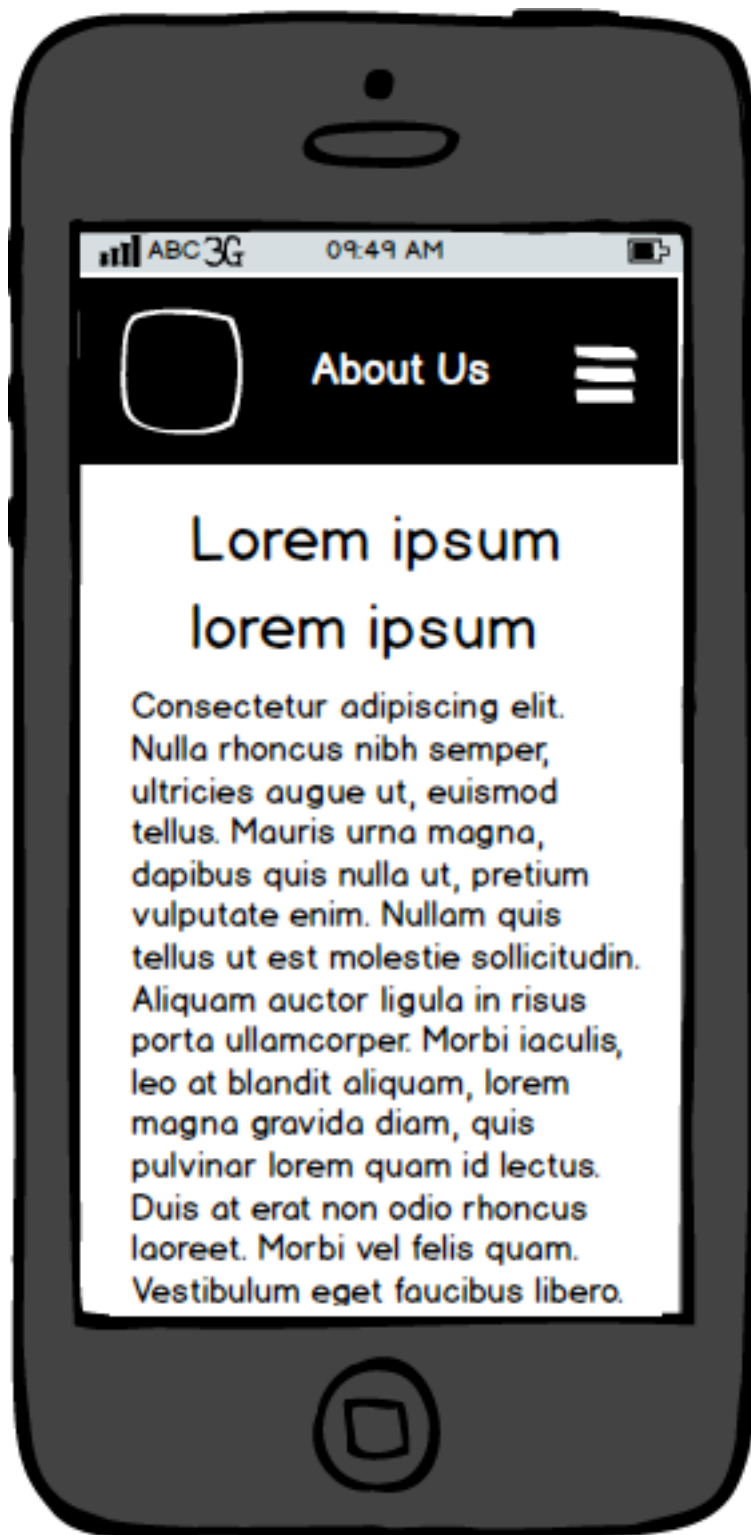 ABC 3G 09:49 AM
About Us
Lorem ipsum
lorem ipsum
Consectetur adipiscing elit.
Nulla rhoncus nibh semper,
ultricies augue ut, euismod
tellus. Mauris urna magna,
dapibus quis nulla ut, pretium
vulputate enim. Nullam quis
tellus ut est molestie sollicitudin.
Aliquam auctor ligula in risus
porta ullamcorper. Morbi iaculis,
leo at blandit aliquam, lorem
magna gravida diam, quis
pulvinar lorem quam id lectus.
Duis at erat non odio rhoncus
laoreet. Morbi vel felis quam.
Vestibulum eget faucibus libero.